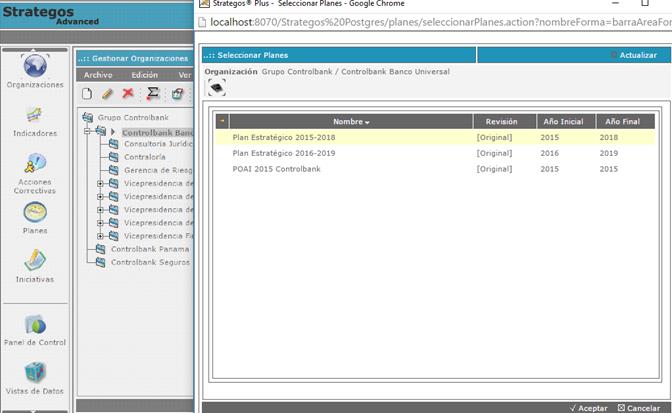 Strategos
Advanced
Organizaciones
Indicadores
Acciones
Correctivas
Planes
Iniciativas
Panel de Control
Vistas de Datos
..:: Gestionar Organizaciones
Archivo Edición Ver
Grupo Controlbank
Controlbank Banc
Consultoria Jurídic
Contraloría
Gerencia de Riesg
Vicepresidencia de
Vicepresidencia de
Vicepresidencia de
Vicepresidencia de
Vicepresidencia Fi
Controlbank Panama
Controlbank Seguros
Strategos® Plus - Seleccionar Planes - Google Chrome
localhost:8070/Strategos%20Postgres/planes/seleccionarPlanes.action?nombreForma=barraAreaFor
..:: Seleccionar Planes Actualizar
Organización Grupo Controlbank / Controlbank Banco Universal
Nombre Revisión Año Inicial Año Final
Plan Estratégico 2015-2018 [Original] 2015 2018
Plan Estratégico 2016-2019 [Original] 2016 2019
POAI 2015 Controlbank [Original] 2015 2015
Aceptar Cancelar